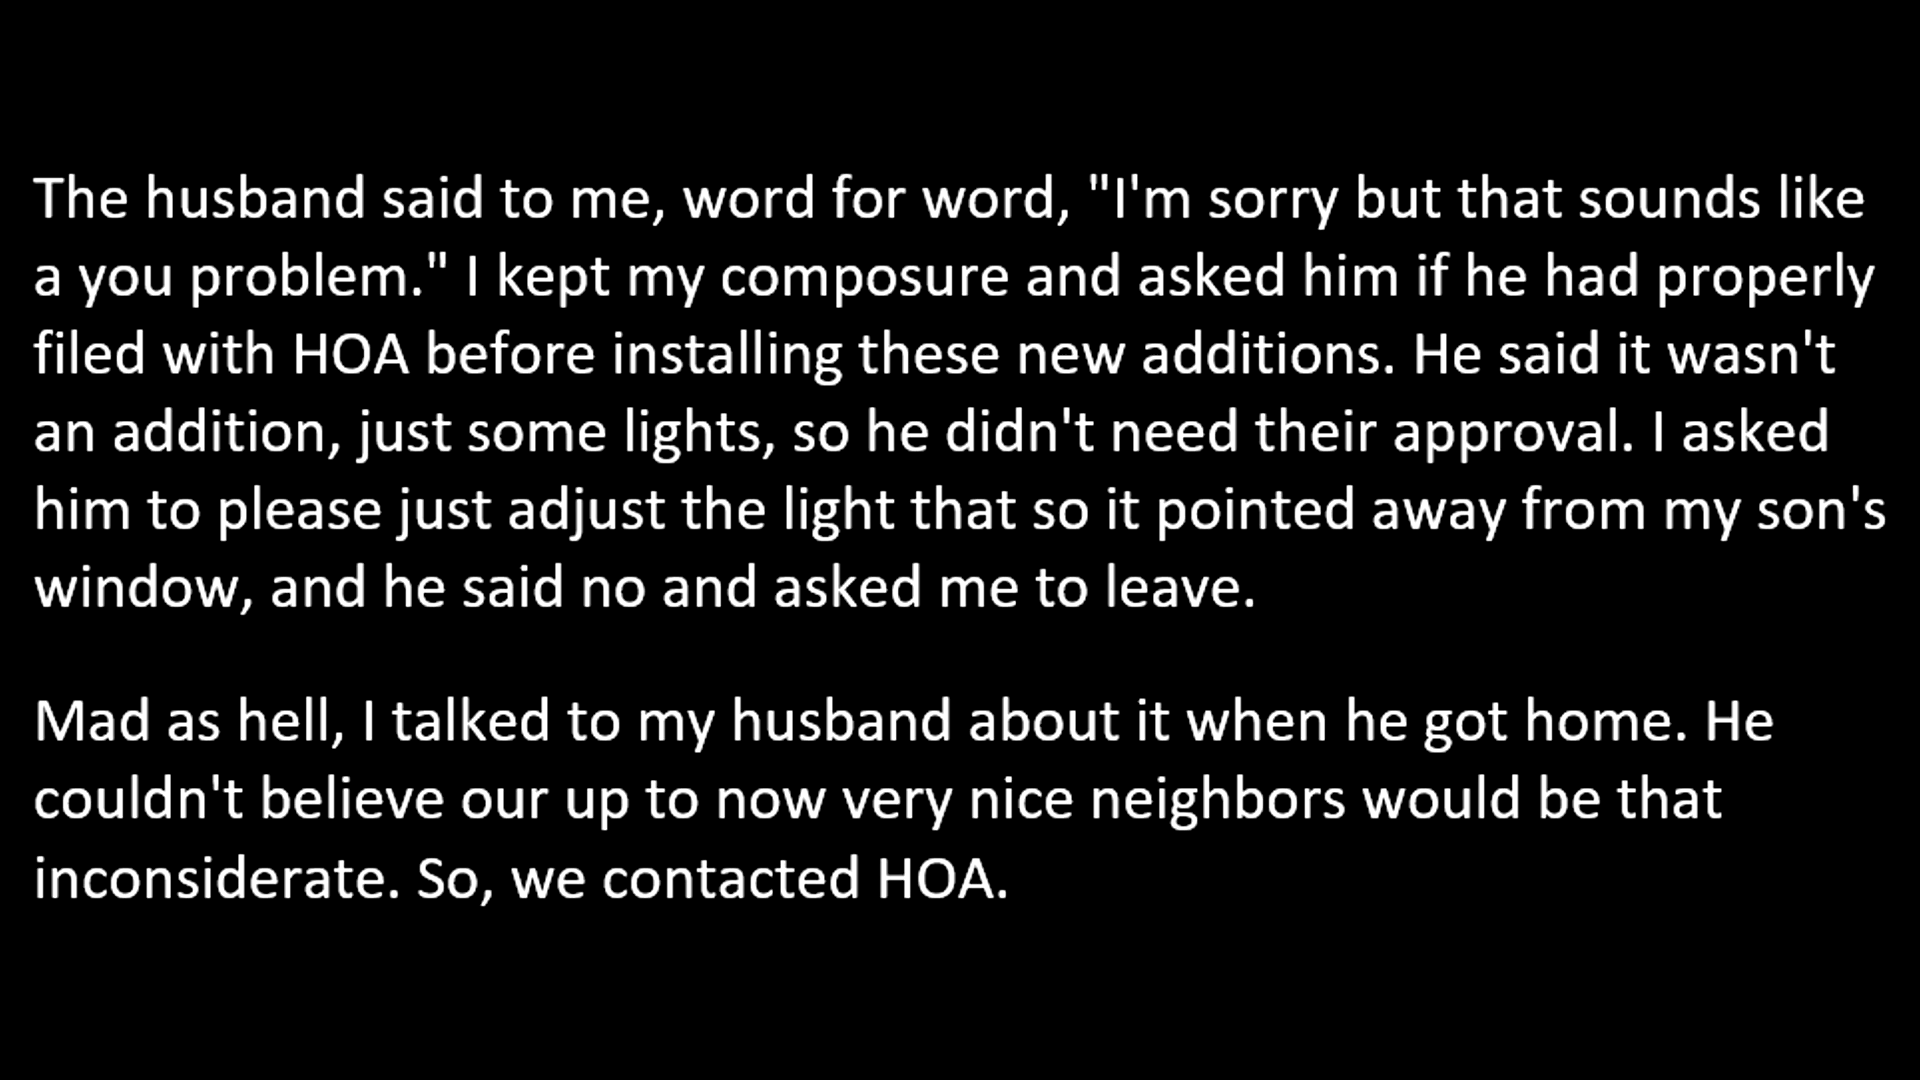 The husband said to me, word for word, "I'm sorry but that sounds like
a you problem." I kept my composure and asked him if he had properly
filed with HOA before installing these new additions. He said it wasn't
an addition, just some lights, so he didn't need their approval. I asked
him to please just adjust the light that so it pointed away from my son's
window, and he said no and asked me to leave.
Mad as hell, I talked to my husband about it when he got home. He
couldn't believe our up to now very nice neighbors would be that
inconsiderate. So, we contacted HOA.